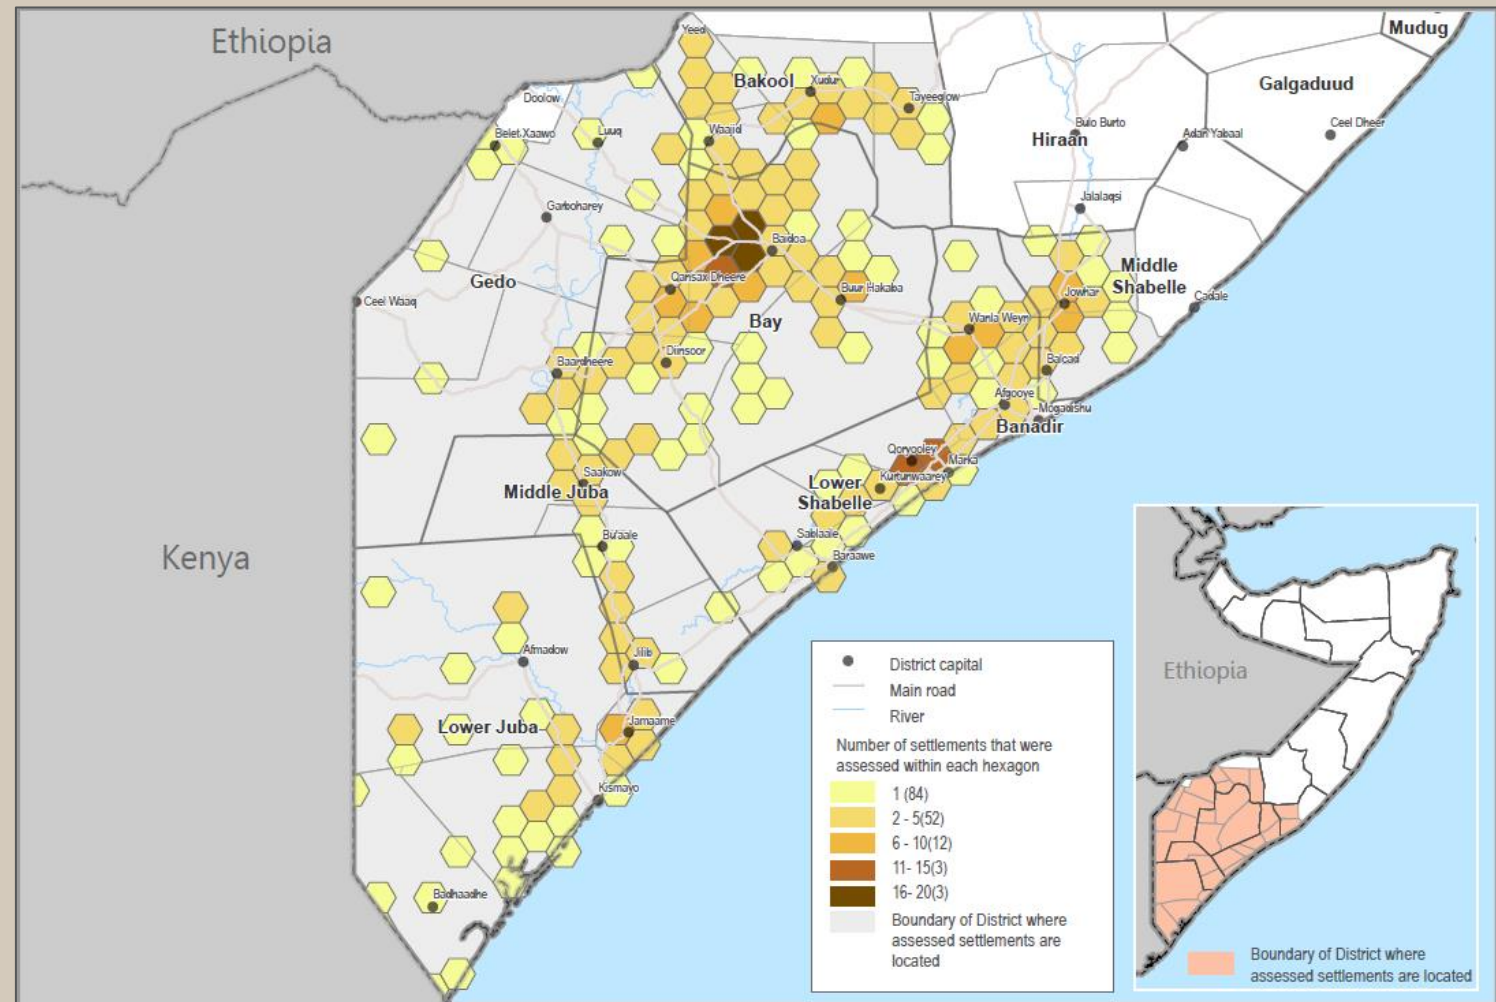 Ethiopia
Mudug
Yeed
Bakool
Xudur
Galgaduud
Doolow
Tayeeglow
Belet Xaawo
Luuq
Waajid
Bulo Burto
Hiraan
Adan Yabaal
Ceel Dheer
Garboharey
Jalalaqsi
Baidoa
Gedo
Qansax Dheere
Middle
Shabelle
Ceel Waaq
Buur Hakaba
Jowhar
Cadale
Bay
Wanla Weyn
Baardheere
Diinsoor
Balcad
Afgooye
Mogadishu
Banadir
Qoryooley
Marka
Saakow
Kurtunwaarey
Middle Juba
Lower
Shabelle
Bu'aale
Sablaale
Baraawe
Kenya
Afmadow
Jilib
Lower Juba
Jamaame
Kismayo
Badhaadhe
District capital
Main road
River
Number of settlements that were
assessed within each hexagon
1 (84)
2 - 5(52)
6 - 10(12)
11- 15(3)
16- 20(3)
Boundary of District where
assessed settlements are
located
Ethiopia
Boundary of District where
assessed settlements are located